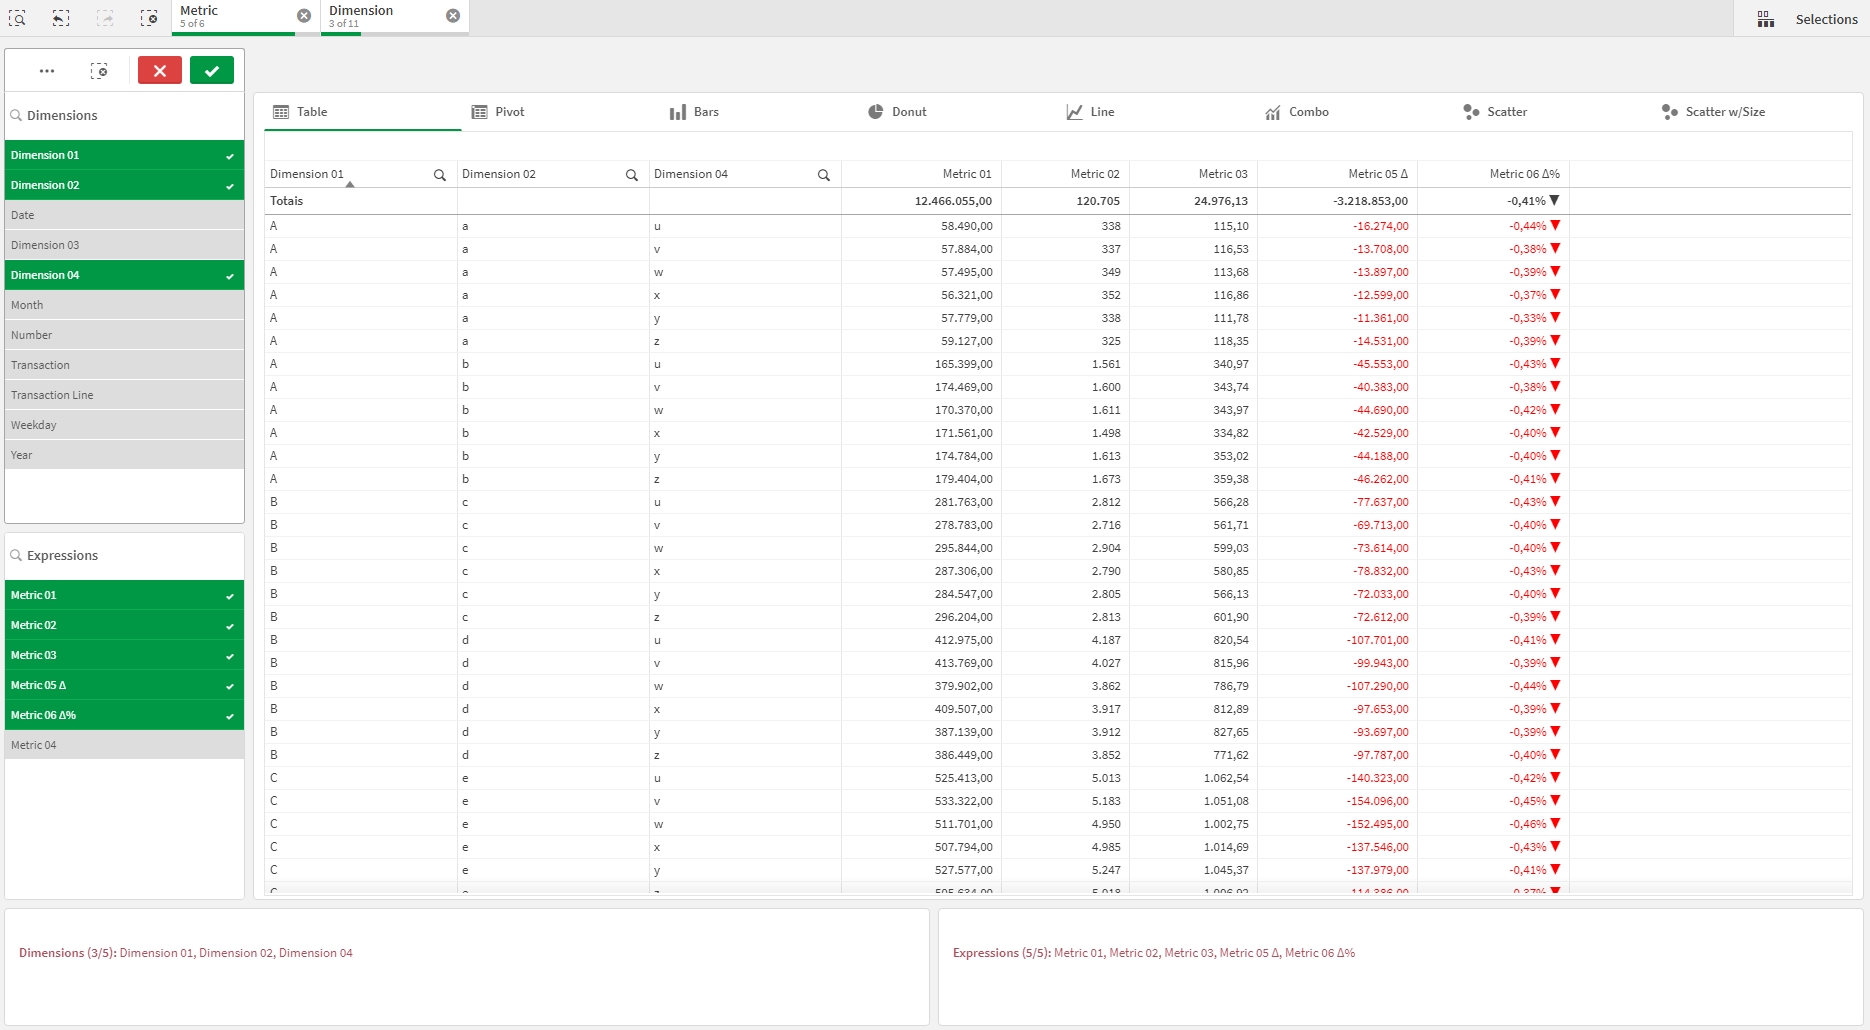 Metric
5 of 6
Dimension
3 of 11
Selections
Dimensions
Dimension 01
Dimension 02
Date
Dimension 03
Dimension 04
Month
Number
Transaction
Transaction Line
Weekday
Year
Expressions
Metric 01
Metric 02
Metric 03
Metric 05 Δ
Metric 06 Δ%
Metric 04
Table Pivot Bars Donut Line Combo Scatter Scatter w/Size
Dimension 01 Dimension 02 Dimension 04 Metric 01 Metric 02 Metric 03 Metric 05 Δ Metric 06 Δ%
Totais 12.466.055,00 120.705 24.976,13 -3.218.853,00 -0,41% ▼
A a u 58.490,00 338 115,10 -16.274,00 -0,44% ▼
A a v 57.884,00 337 116,53 -13.708,00 -0,38% ▼
A a w 57.495,00 349 113,68 -13.897,00 -0,39% ▼
A a x 56.321,00 352 116,86 -12.599,00 -0,37% ▼
A a y 57.779,00 338 111,78 -11.361,00 -0,33% ▼
A a z 59.127,00 325 118,35 -14.531,00 -0,39% ▼
A b u 165.399,00 1.561 340,97 -45.553,00 -0,43% ▼
A b v 174.469,00 1.600 343,74 -40.383,00 -0,38% ▼
A b w 170.370,00 1.611 343,97 -44.690,00 -0,42% ▼
A b x 171.561,00 1.498 334,82 -42.529,00 -0,40% ▼
A b y 174.784,00 1.613 353,02 -44.188,00 -0,40% ▼
A b z 179.404,00 1.673 359,38 -46.262,00 -0,41% ▼
B c u 281.763,00 2.812 566,28 -77.637,00 -0,43% ▼
B c v 278.783,00 2.716 561,71 -69.713,00 -0,40% ▼
B c w 295.844,00 2.904 599,03 -73.614,00 -0,40% ▼
B c x 287.306,00 2.790 580,85 -78.832,00 -0,43% ▼
B c y 284.547,00 2.805 566,13 -72.033,00 -0,40% ▼
B c z 296.204,00 2.813 601,90 -72.612,00 -0,39% ▼
B d u 412.975,00 4.187 820,54 -107.701,00 -0,41% ▼
B d v 413.769,00 4.027 815,96 -99.943,00 -0,39% ▼
B d w 379.902,00 3.862 786,79 -107.290,00 -0,44% ▼
B d x 409.507,00 3.917 812,89 -97.653,00 -0,39% ▼
B d y 387.139,00 3.912 827,65 -93.697,00 -0,39% ▼
B d z 386.449,00 3.852 771,62 -97.787,00 -0,40% ▼
C e u 525.413,00 5.013 1.062,54 -140.323,00 -0,42% ▼
C e v 533.322,00 5.183 1.051,08 -154.096,00 -0,45% ▼
C e w 511.701,00 4.950 1.002,75 -152.495,00 -0,46% ▼
C e x 507.794,00 4.985 1.014,69 -137.546,00 -0,43% ▼
C e y 527.577,00 5.247 1.045,37 -137.979,00 -0,41% ▼
Dimensions (3/5): Dimension 01, Dimension 02, Dimension 04
Expressions (5/5): Metric 01, Metric 02, Metric 03, Metric 05 Δ, Metric 06 Δ%